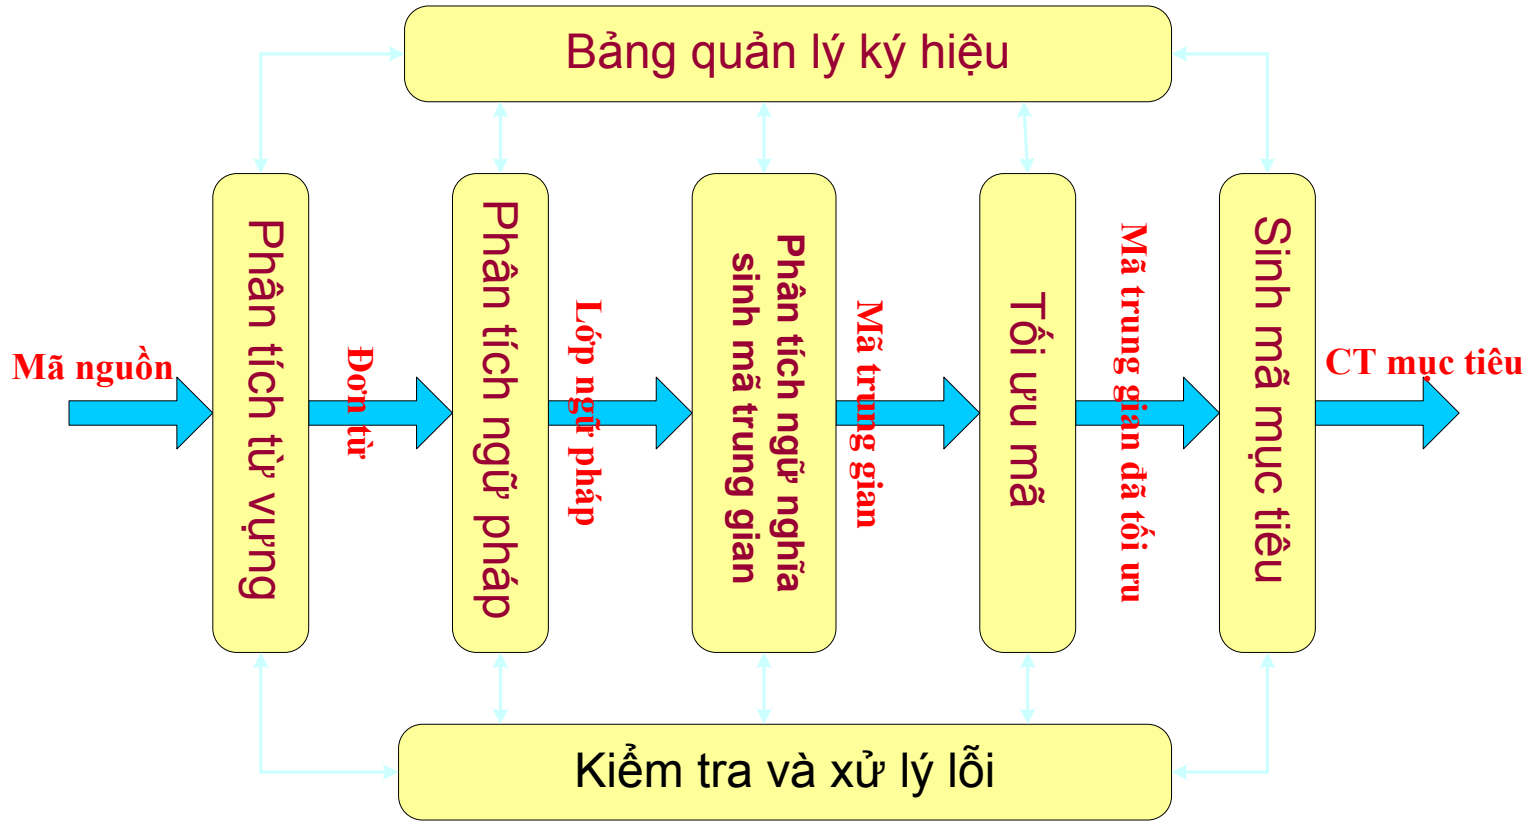 Bảng quản lý ký hiệu
Mã nguồn
Phân tích từ vựng
Đơn từ
Phân tích ngữ pháp
Lớp ngữ pháp
Phân tích ngữ nghĩa
sinh mã trung gian
Mã trung gian
Tối ưu mã
Mã trung gian đã tối ưu
Sinh mã mục tiêu
CT mục tiêu
Kiểm tra và xử lý lỗi